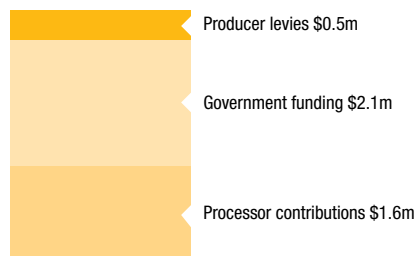 Producer levies $0.5m
Government funding $2.1m
Processor contributions $1.6m